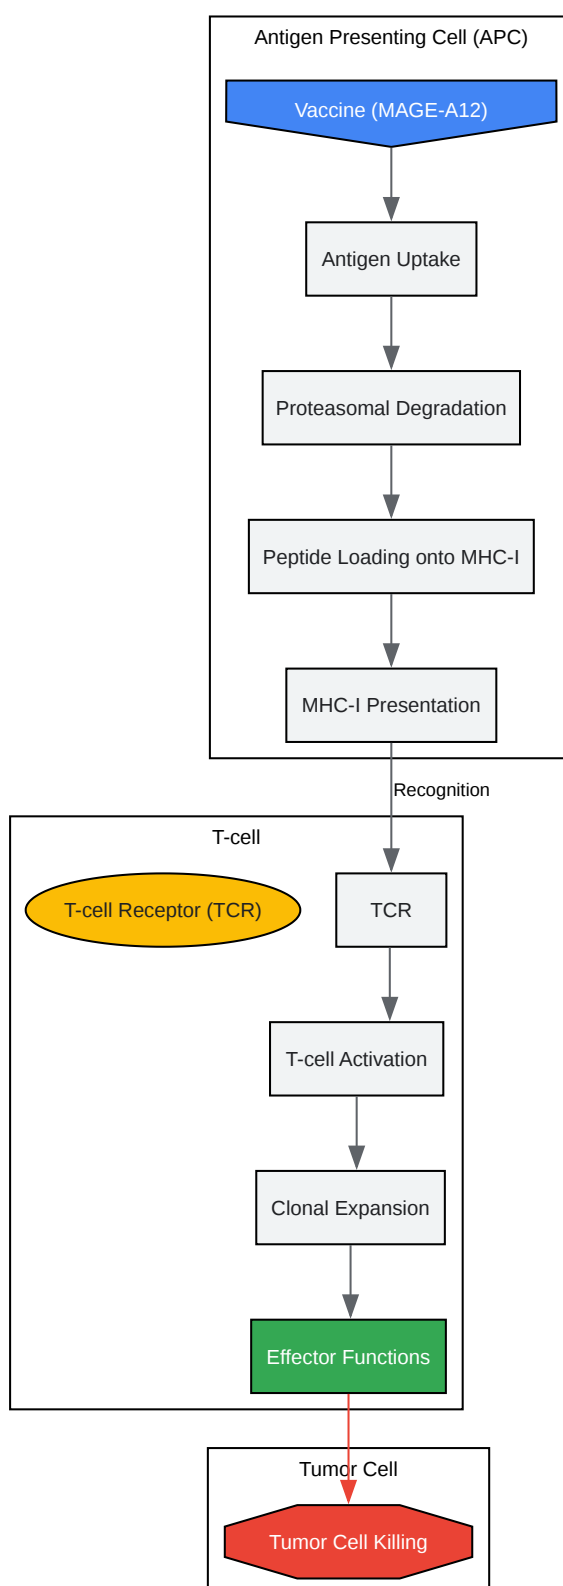 Antigen Presenting Cell (APC)
Vaccine (MAGE-A12)
Antigen Uptake
Proteasomal Degradation
Peptide Loading onto MHC-I
MHC-I Presentation
Recognition
T-cell
T-cell Receptor (TCR)
TCR
T-cell Activation
Clonal Expansion
Effector Functions
Tumor Cell
Tumor Cell Killing